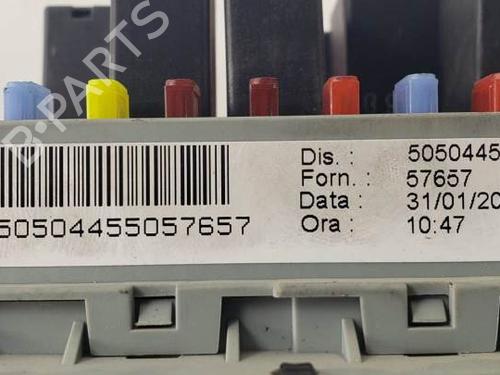 B-PARTS
Dis. : 5050445
Forn. : 57657
Data : 31/01/20
Ora : 10:47
50504455057657